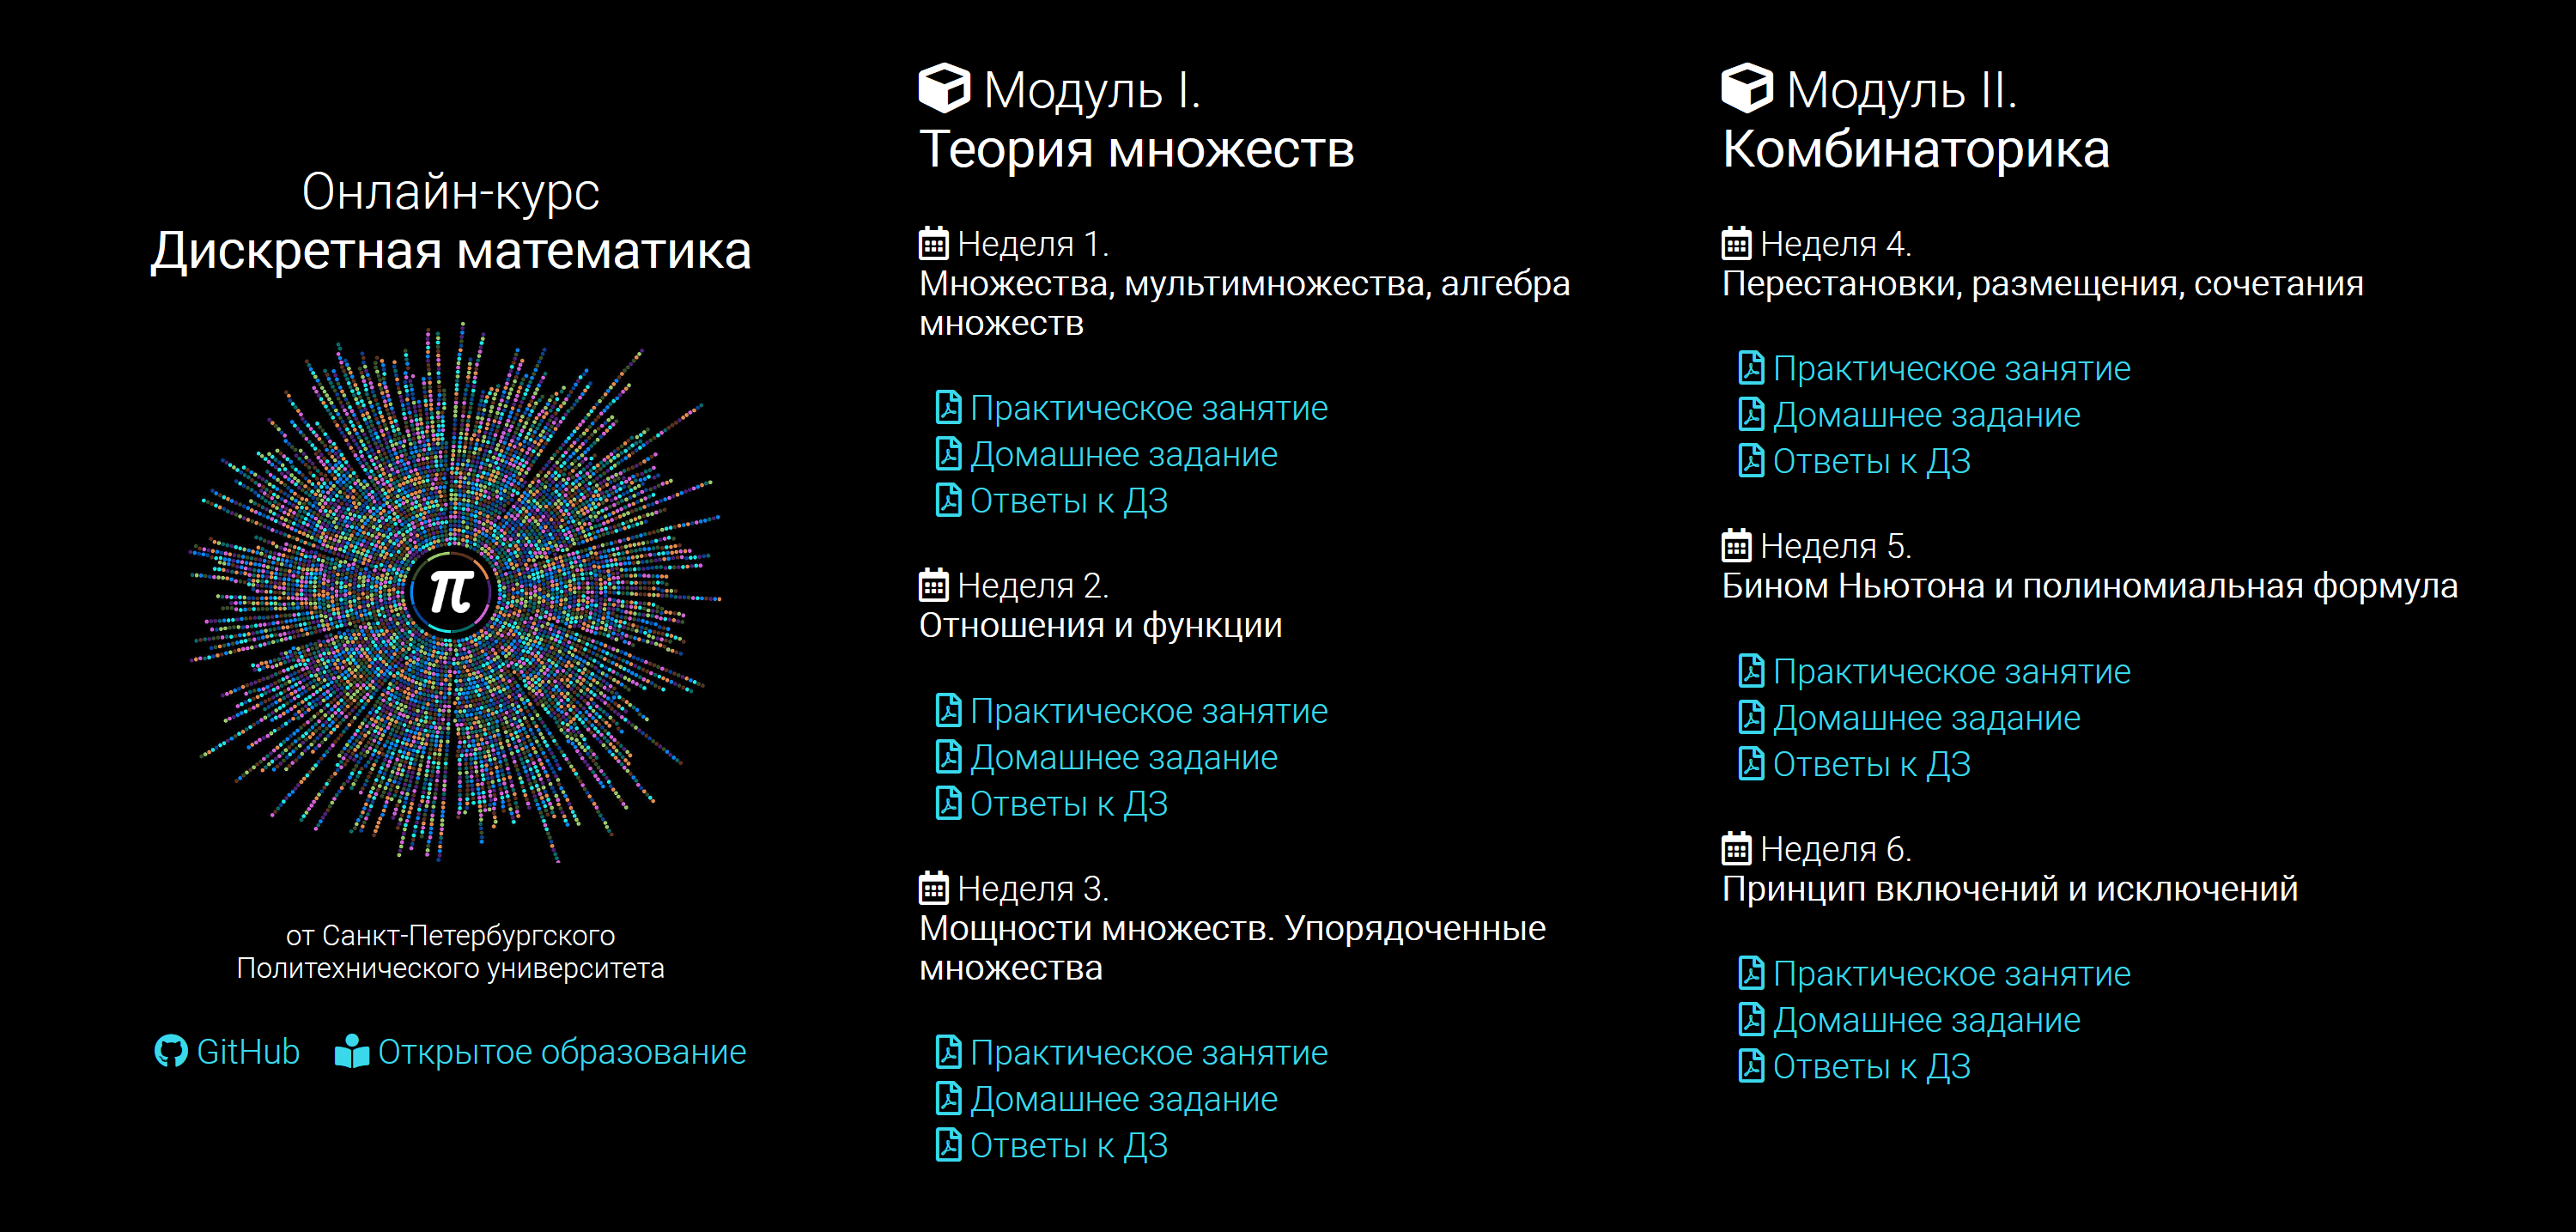 Онлайн-курс
Дискретная математика
π
от Санкт-Петербургского
Политехнического университета
GitHub
Открытое образование
Модуль I.
Теория множеств
Неделя 1.
Множества, мультимножества, алгебра
множеств
Практическое занятие
Домашнее задание
Ответы к ДЗ
Неделя 2.
Отношения и функции
Практическое занятие
Домашнее задание
Ответы к ДЗ
Неделя 3.
Мощности множеств. Упорядоченные
множества
Практическое занятие
Домашнее задание
Ответы к ДЗ
Модуль II.
Комбинаторика
Неделя 4.
Перестановки, размещения, сочетания
Практическое занятие
Домашнее задание
Ответы к ДЗ
Неделя 5.
Бином Ньютона и полиномиальная формула
Практическое занятие
Домашнее задание
Ответы к ДЗ
Неделя 6.
Принцип включений и исключений
Практическое занятие
Домашнее задание
Ответы к ДЗ